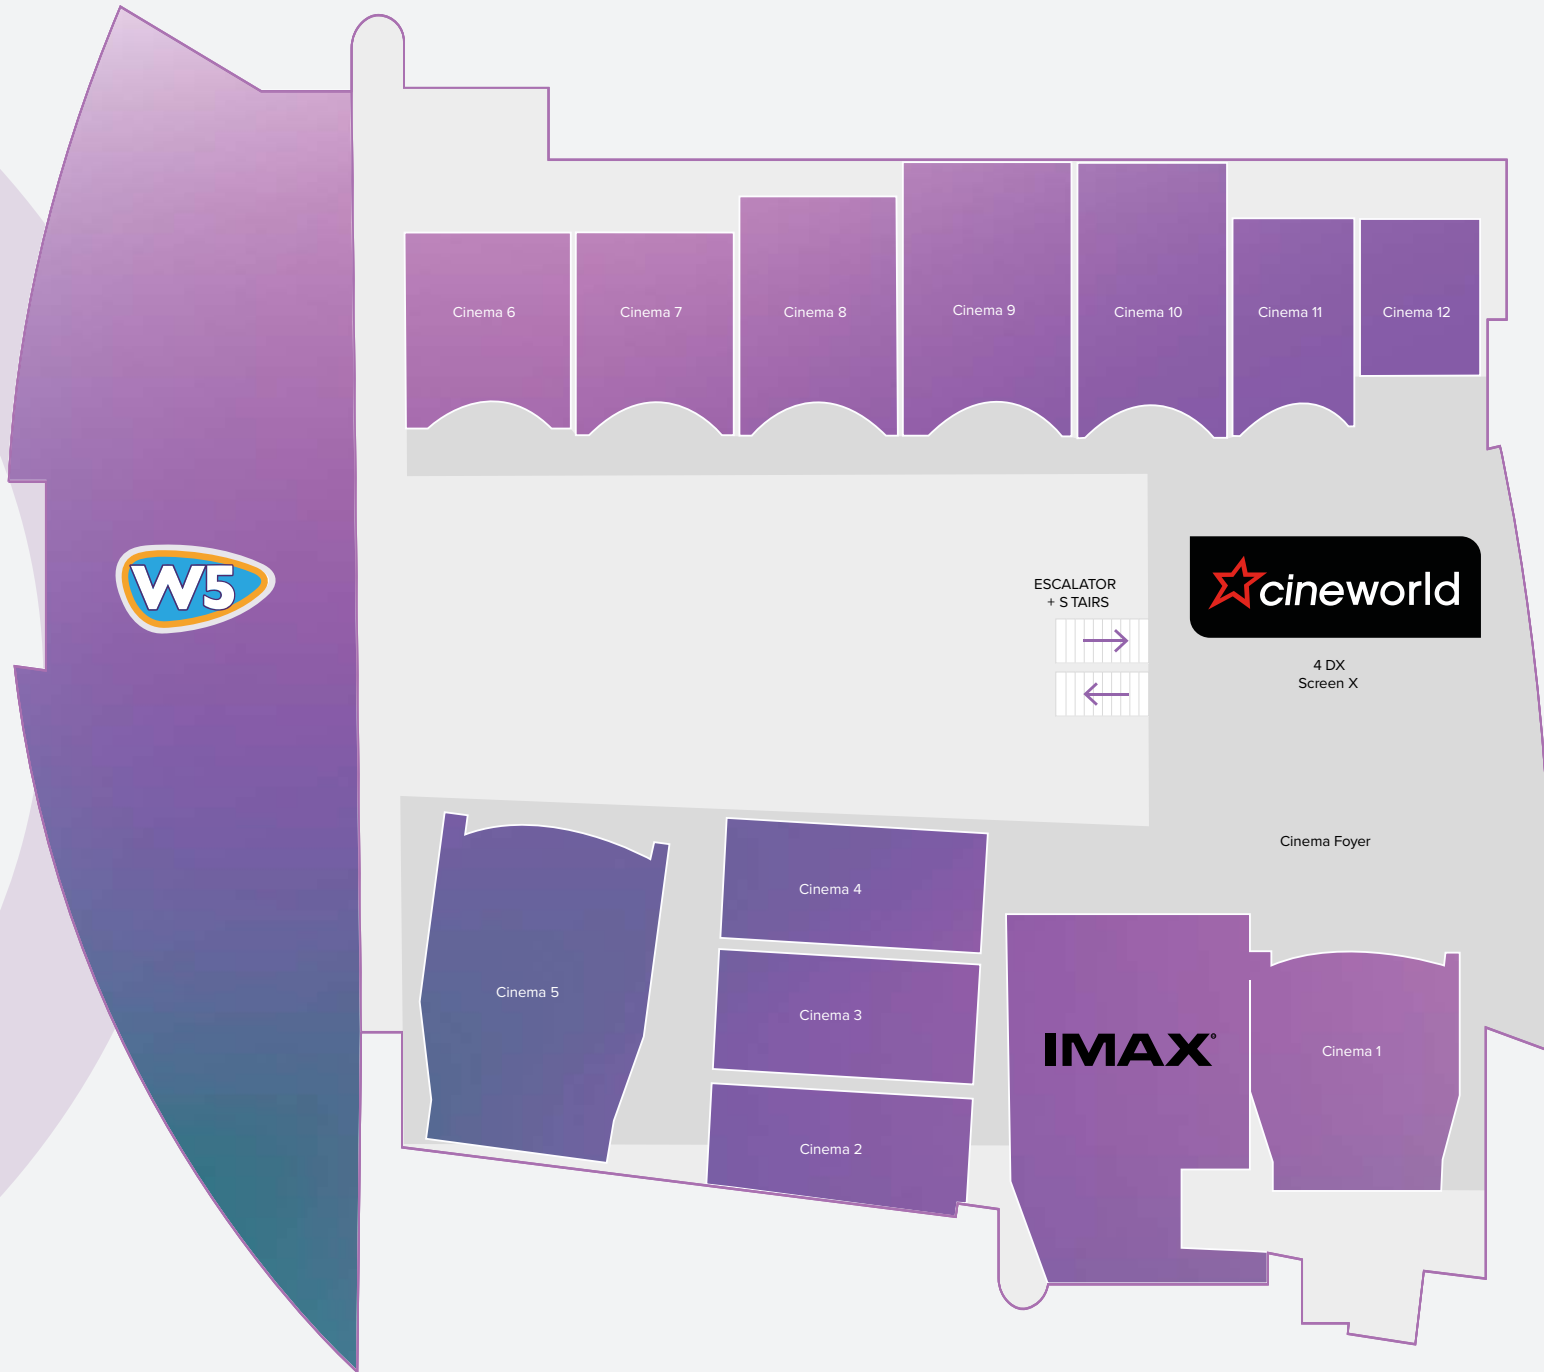 Cinema 6
Cinema 7
Cinema 8
Cinema 9
Cinema 10
Cinema 11
Cinema 12
W5
ESCALATOR
+ S TAIRS
cineworld
4 DX
Screen X
Cinema Foyer
Cinema 4
Cinema 5
Cinema 3
IMAX®
Cinema 1
Cinema 2